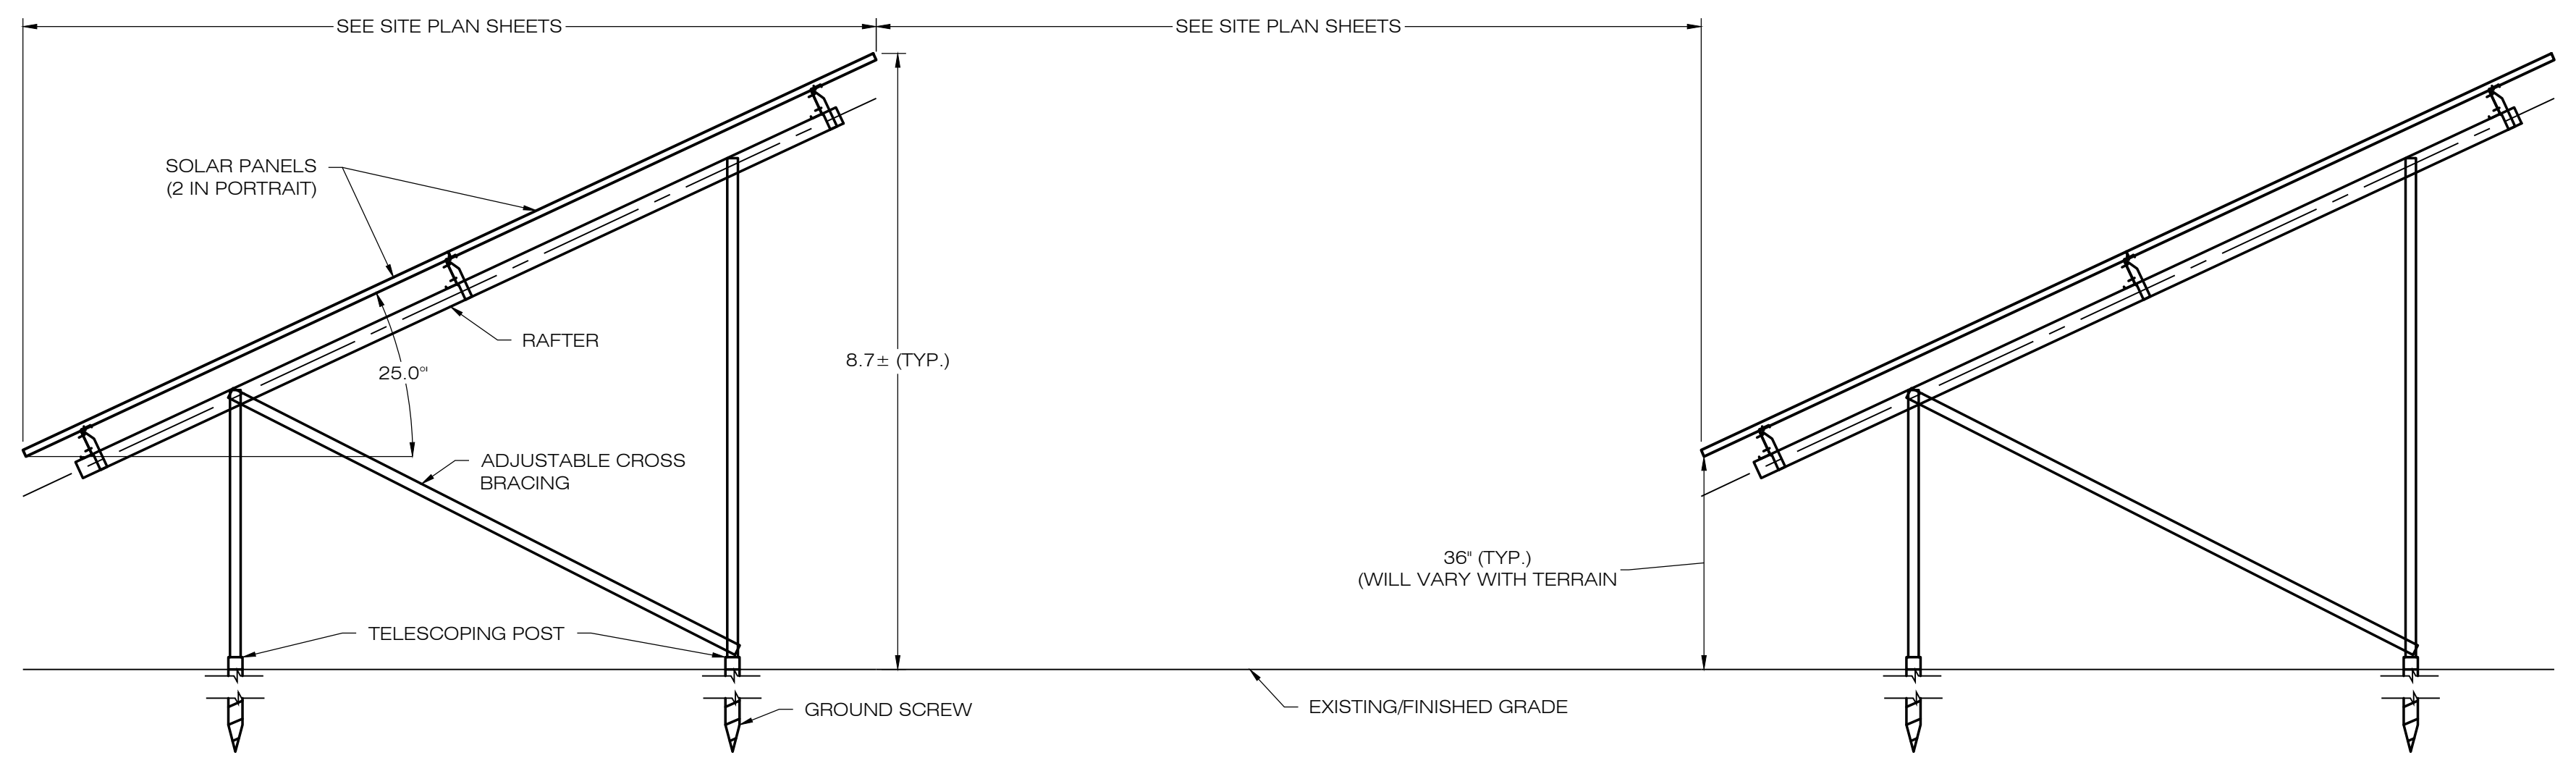 SEE SITE PLAN SHEETS
SEE SITE PLAN SHEETS
SOLAR PANELS
(2 IN PORTRAIT)
RAFTER
8.7± (TYP.)
25.0°
ADJUSTABLE CROSS
BRACING
36" (TYP.)
(WILL VARY WITH TERRAIN
TELESCOPING POST
GROUND SCREW
EXISTING/FINISHED GRADE